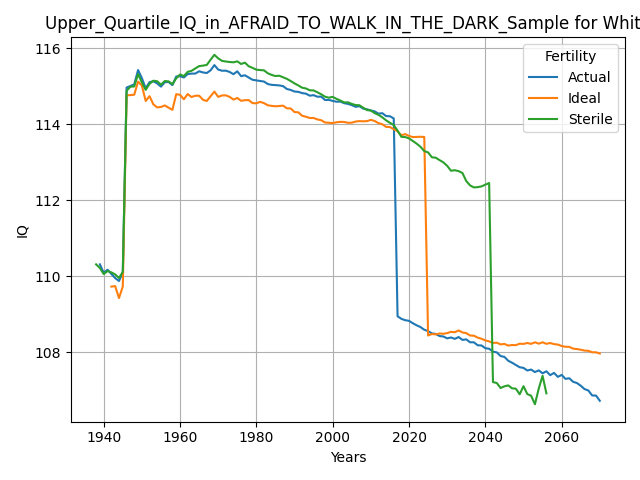 Upper_Quartile_IQ_in_AFRAID_TO_WALK_IN_THE_DARK_Sample for Whit
116
114
112
110
108
IQ
Fertility
Actual
Ideal
Sterile
1940 1960 1980 2000 2020 2040 2060
Years